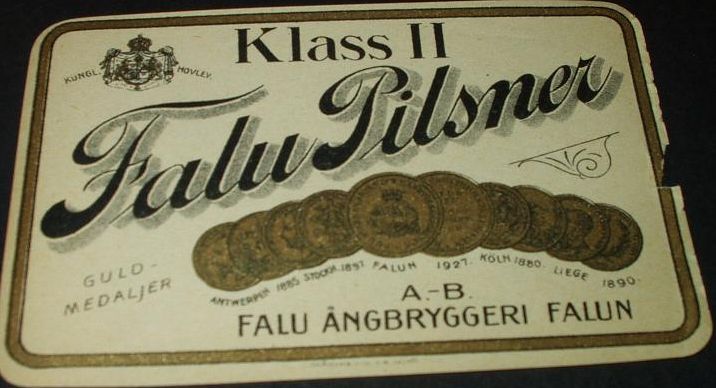 Klass II
KUNGL. HOVLEV.
Falu Pilsner
GULD-
MEDALJER
ANTWERPEN 1885. STOCKH. 1897. FALUN 1927. KÖLN. 1880. LIEGE 1890.
A.-B.
FALU ÅNGBRYGGERI FALUN